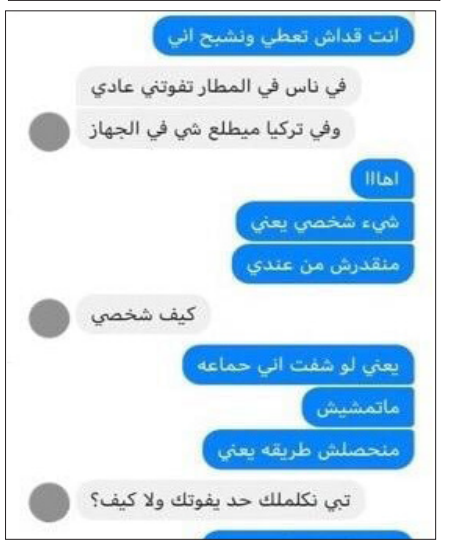 انت قداش تعطي ونشبح اني
في ناس في المطار تفوتني عادي
وفي تركيا ميطلع شي في الجهاز
اهااا
شيء شخصي يعني
منقدرش من عندي
كيف شخصي
يعني لو شفت اني حماعه
ماتمشيش
منحصلش طريقه يعني
تبي نكلملك حد يفوتك ولا كيف؟